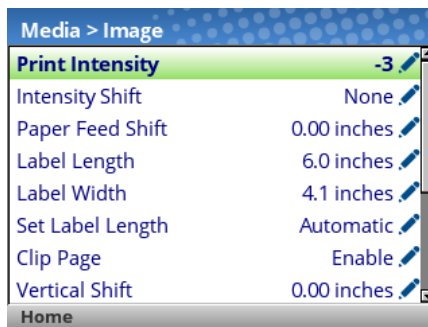 Media > Image
Print Intensity -3
Intensity Shift None
Paper Feed Shift 0.00 inches
Label Length 6.0 inches
Label Width 4.1 inches
Set Label Length Automatic
Clip Page Enable
Vertical Shift 0.00 inches
Home